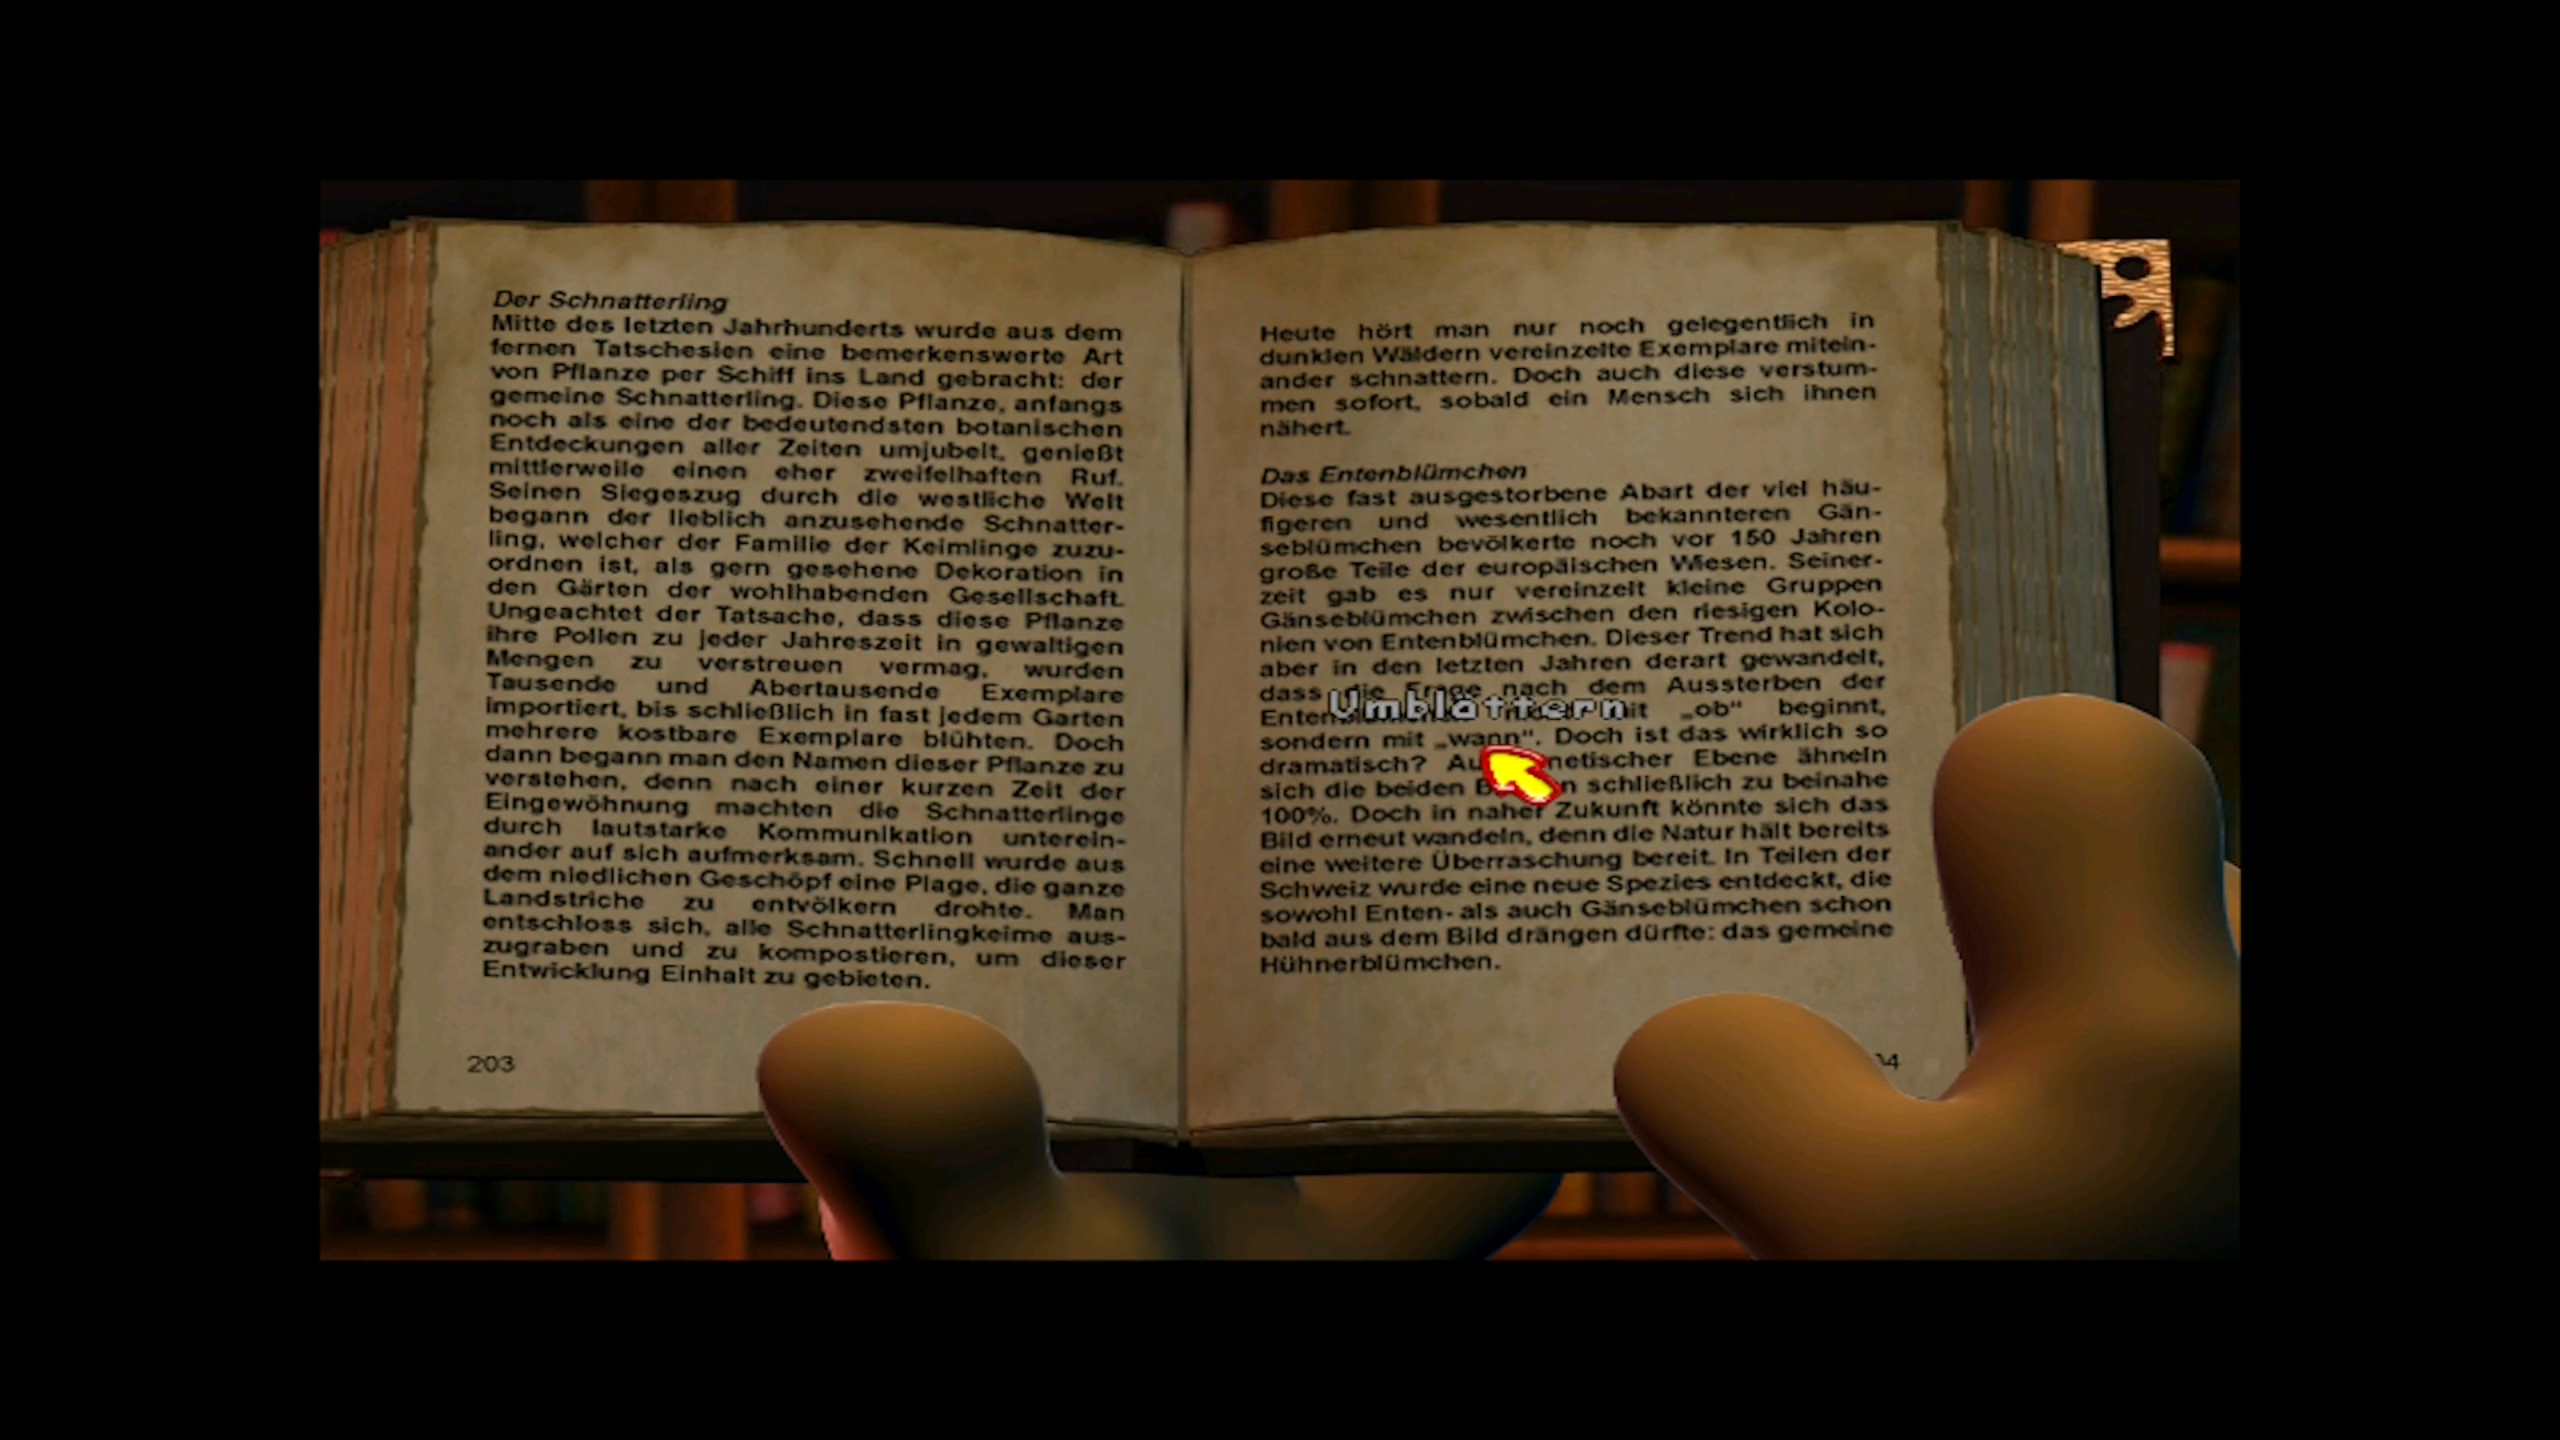 Der Schnatterling
Mitte des letzten Jahrhunderts wurde aus dem
fernen Tatschesien eine bemerkenswerte Art
von Pflanze per Schiff ins Land gebracht: der
gemeine Schnatterling. Diese Pflanze, anfangs
noch als eine der bedeutendsten botanischen
Entdeckungen aller Zeiten umjubelt, genießt
mittlerweile einen eher zweifelhaften Ruf.
Seinen Siegeszug durch die westliche Welt
begann der lieblich anzusehende Schnatter-
ling, welcher der Familie der Keimlinge zuzu-
ordnen ist, als gern gesehene Dekoration in
den Gärten der wohlhabenden Gesellschaft.
Ungeachtet der Tatsache, dass diese Pflanze
ihre Pollen zu jeder Jahreszeit in gewaltigen
Mengen zu verstreuen vermag, wurden
Tausende und Abertausende Exemplare
importiert, bis schließlich in fast jedem Garten
mehrere kostbare Exemplare blühten. Doch
dann begann man den Namen dieser Pflanze zu
verstehen, denn nach einer kurzen Zeit der
Eingewöhnung machten die Schnatterlinge
durch lautstarke Kommunikation unterein-
ander auf sich aufmerksam. Schnell wurde aus
dem niedlichen Geschöpf eine Plage, die ganze
Landstriche zu entvölkern drohte. Man
entschloss sich, alle Schnatterlingkeime aus-
zugraben und zu kompostieren, um dieser
Entwicklung Einhalt zu gebieten.
203
Heute hört man nur noch gelegentlich in
dunklen Wäldern vereinzelte Exemplare mitein-
ander schnattern. Doch auch diese verstum-
men sofort, sobald ein Mensch sich ihnen
nähert.
Das Entenblümchen
Diese fast ausgestorbene Abart der viel häu-
figeren und wesentlich bekannteren Gän-
seblümchen bevölkerte noch vor 150 Jahren
große Teile der europäischen Wiesen. Seiner-
zeit gab es nur vereinzelt kleine Gruppen
Gänseblümchen zwischen den riesigen Kolo-
nien von Entenblümchen. Dieser Trend hat sich
aber in den letzten Jahren derart gewandelt,
dass die Frage nach dem Aussterben der
Umblättern
„ob“ beginnt,
sondern mit „wann“. Doch ist das wirklich so
dramatisch? Ebene ähneln
sich die beiden schließlich zu beinahe
100%. Doch in naher Zukunft könnte sich das
Bild erneut wandeln, denn die Natur hält bereits
eine weitere Überraschung bereit. In Teilen der
Schweiz wurde eine neue Spezies entdeckt, die
sowohl Enten- als auch Gänseblümchen schon
bald aus dem Bild drängen dürfte: das gemeine
Hühnerblümchen.